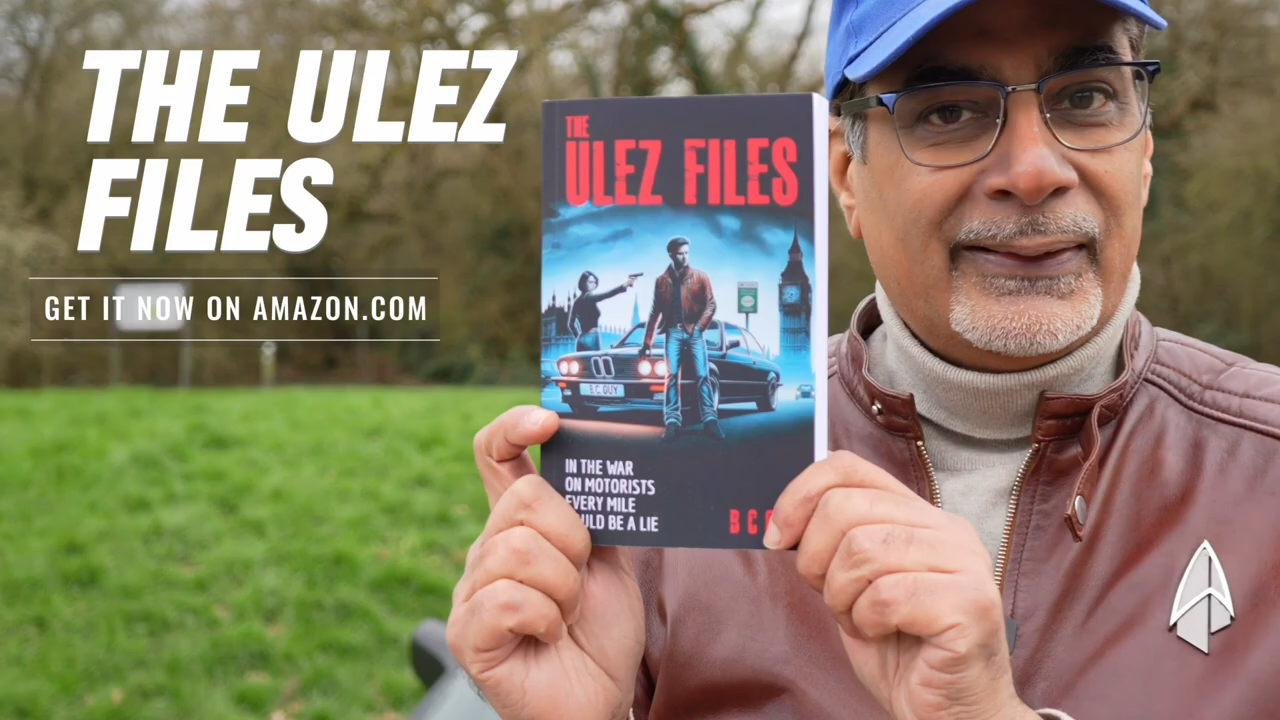 THE ULEZ
FILES
GET IT NOW ON AMAZON.COM
THE
ULEZ FILES
B C GUY
IN THE WAR
ON MOTORISTS
EVERY MILE
BE A LIE
B C